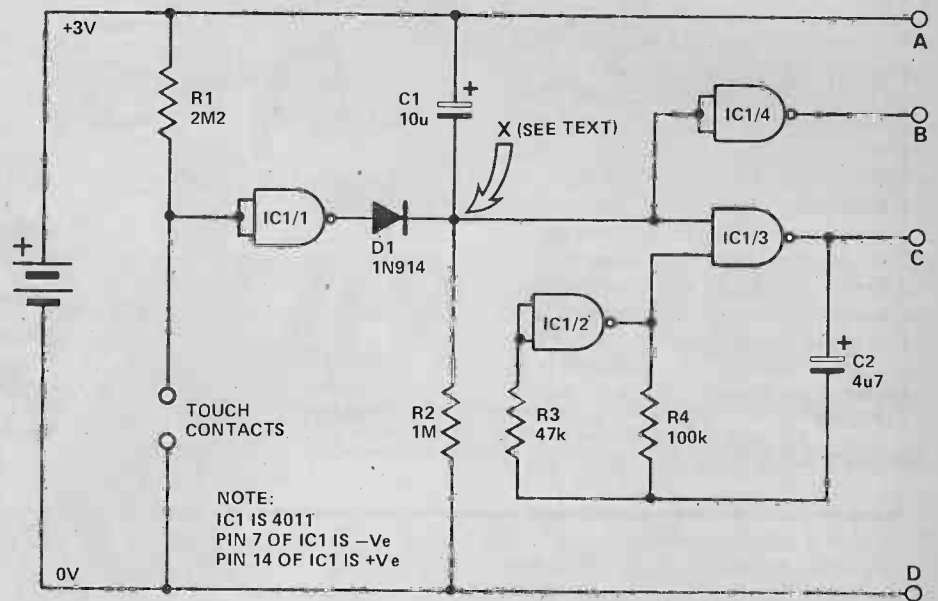 +3V
A
R1
2M2
C1
10u
+
X (SEE TEXT)
IC1/4
B
IC1/1
D1
1N914
IC1/3
C
+
IC1/2
+
C2
4u7
TOUCH
CONTACTS
R2
1M
R3
47k
R4
100k
NOTE:
IC1 IS 4011
PIN 7 OF IC1 IS –Ve
PIN 14 OF IC1 IS +Ve
0V
D